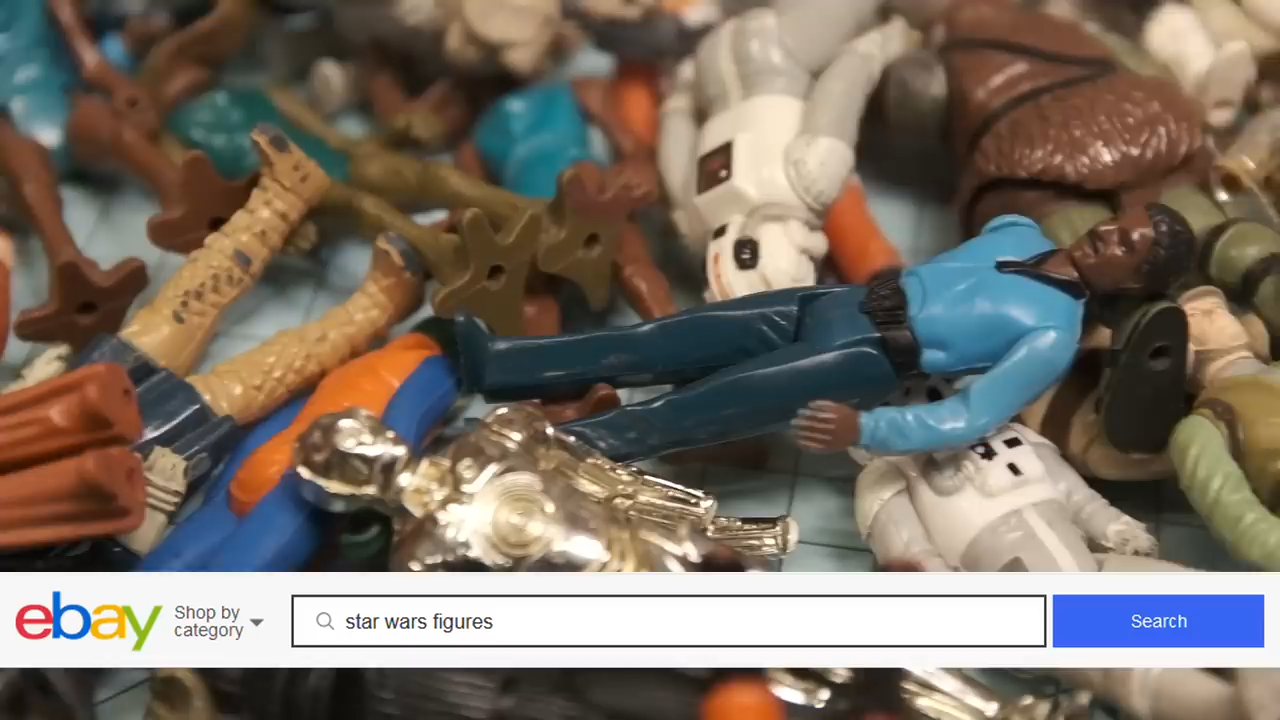 ebay
Shop by
category
star wars figures
Search